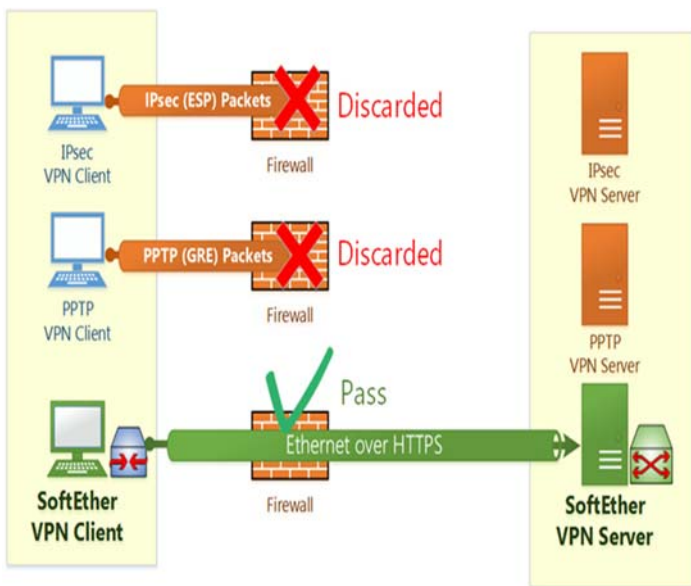 IPsec (ESP) Packets
Discarded
IPsec
VPN Client
Firewall
IPsec
VPN Server
PPTP (GRE) Packets
Discarded
PPTP
VPN Client
Firewall
PPTP
VPN Server
Pass
Ethernet over HTTPS
SoftEther
VPN Client
Firewall
SoftEther
VPN Server